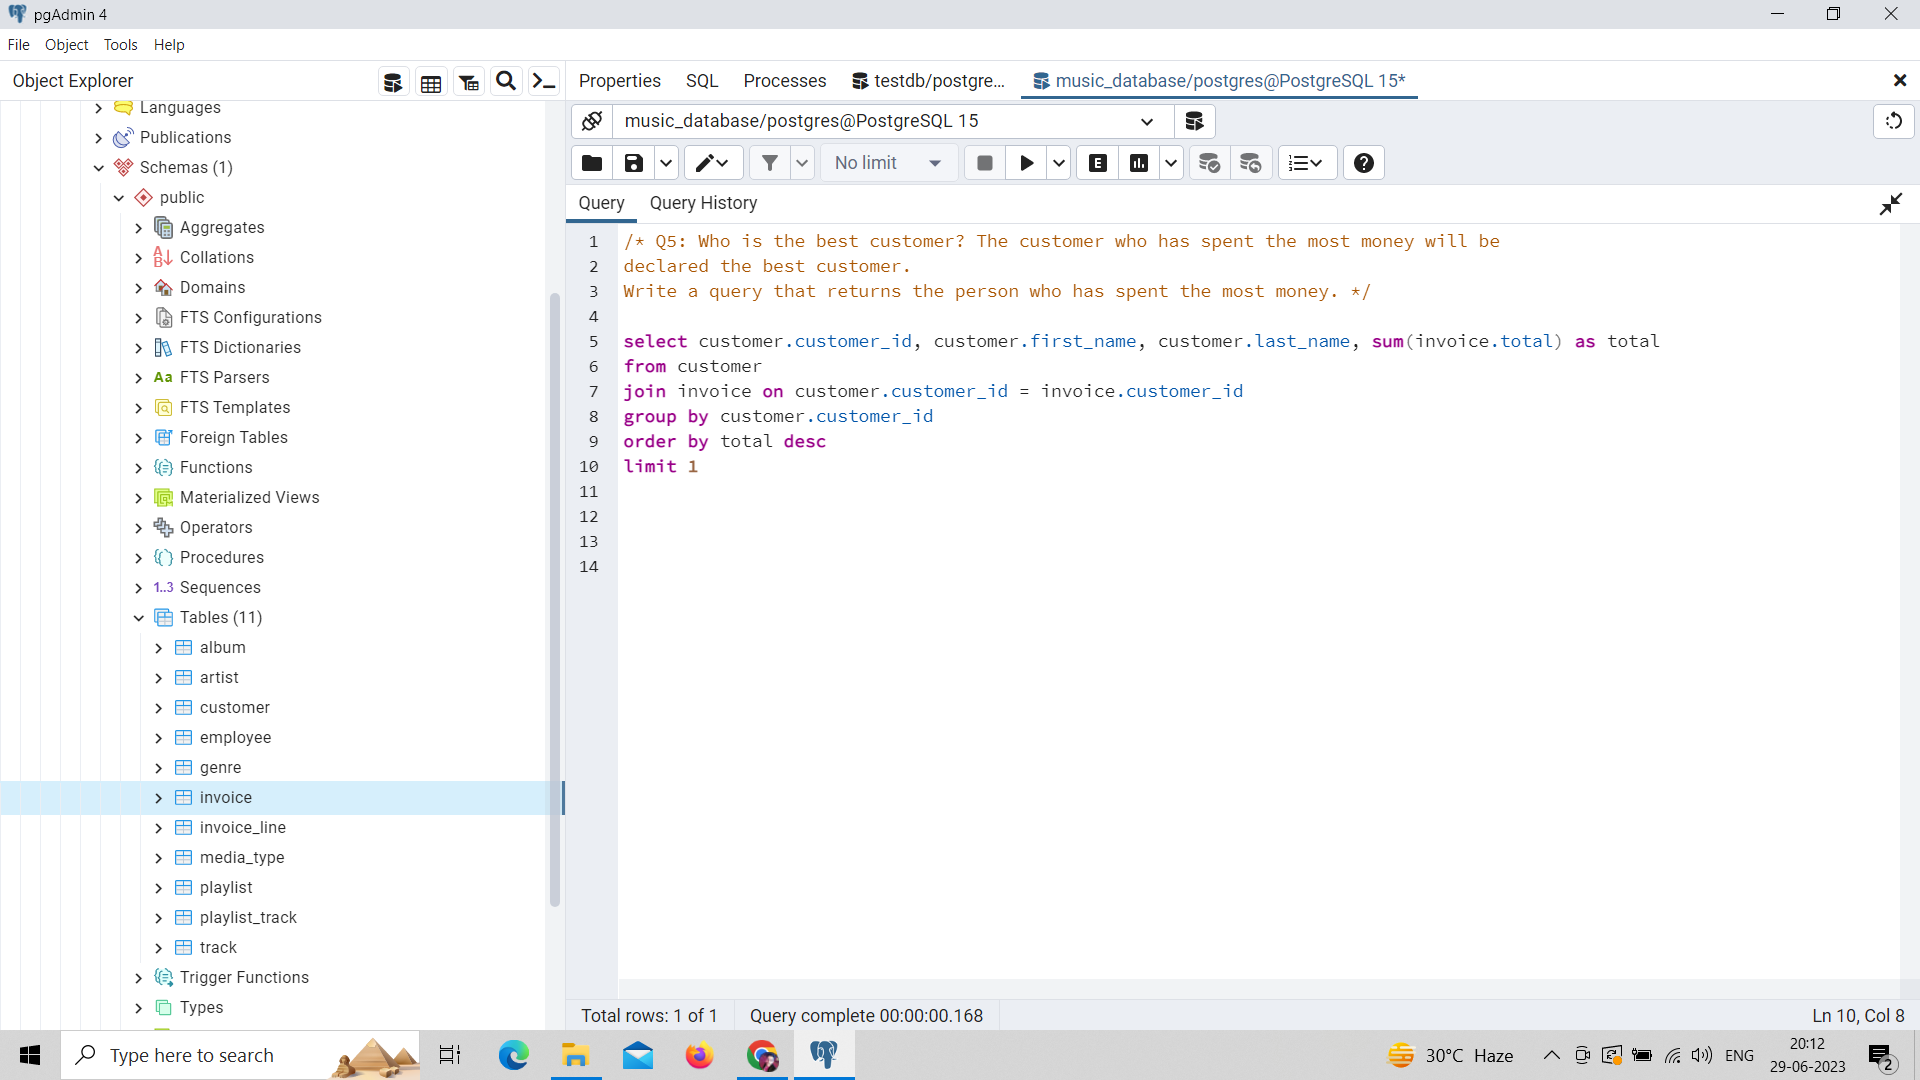 pgAdmin 4
File Object Tools Help
Object Explorer
Properties SQL Processes testdb/postgre... music_database/postgres@PostgreSQL 15*
Languages
Publications
Schemas (1)
public
Aggregates
Collations
Domains
FTS Configurations
FTS Dictionaries
Aa FTS Parsers
FTS Templates
Foreign Tables
Functions
Materialized Views
Operators
Procedures
1..3 Sequences
Tables (11)
album
artist
customer
employee
genre
invoice
invoice_line
media_type
playlist
playlist_track
track
Trigger Functions
Types
music_database/postgres@PostgreSQL 15
No limit E
Query Query History
1 /* Q5: Who is the best customer? The customer who has spent the most money will be
2 declared the best customer.
3 Write a query that returns the person who has spent the most money. */
4
5 select customer.customer_id, customer.first_name, customer.last_name, sum(invoice.total) as total
6 from customer
7 join invoice on customer.customer_id = invoice.customer_id
8 group by customer.customer_id
9 order by total desc
10 limit 1
11
12
13
14
Total rows: 1 of 1 Query complete 00:00:00.168 Ln 10, Col 8
Type here to search 30°C Haze ENG 20:12
29-06-2023 2